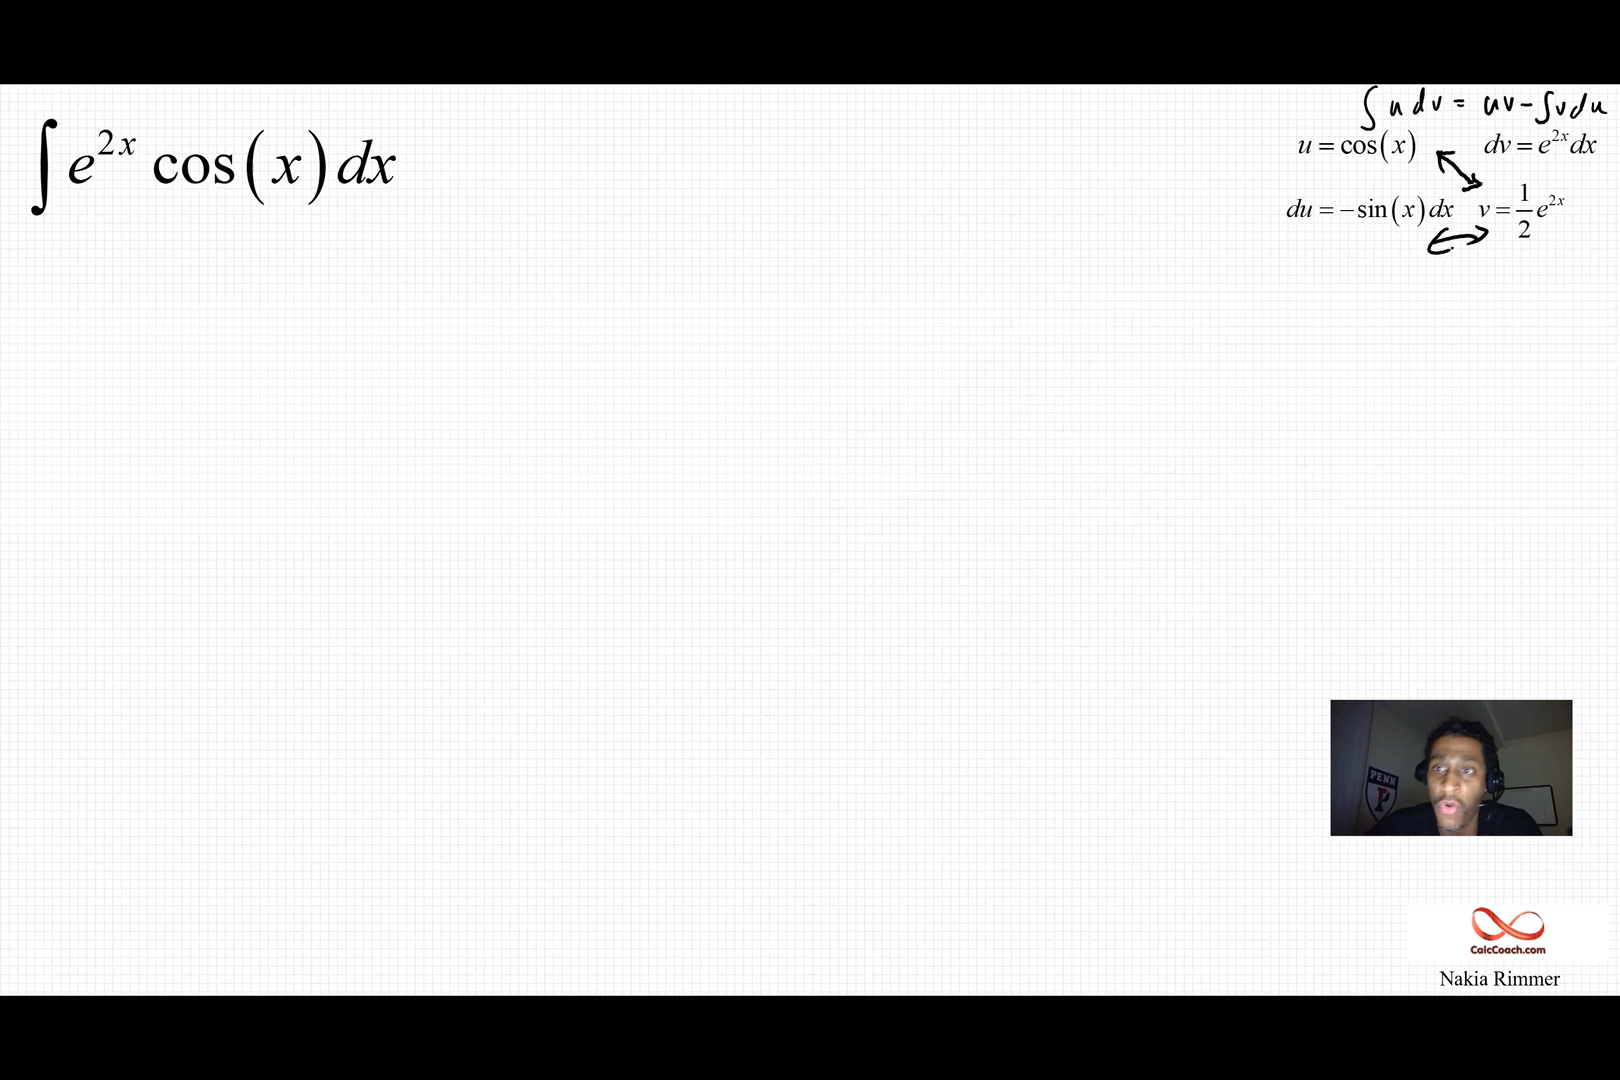 ∫ e^{2x} cos(x) dx
∫ u dv = uv - ∫ v du
u = cos(x) dv = e^{2x} dx
du = −sin(x) dx v = 1/2 e^{2x}
PENN
P
CalcCoach.com
Nakia Rimmer